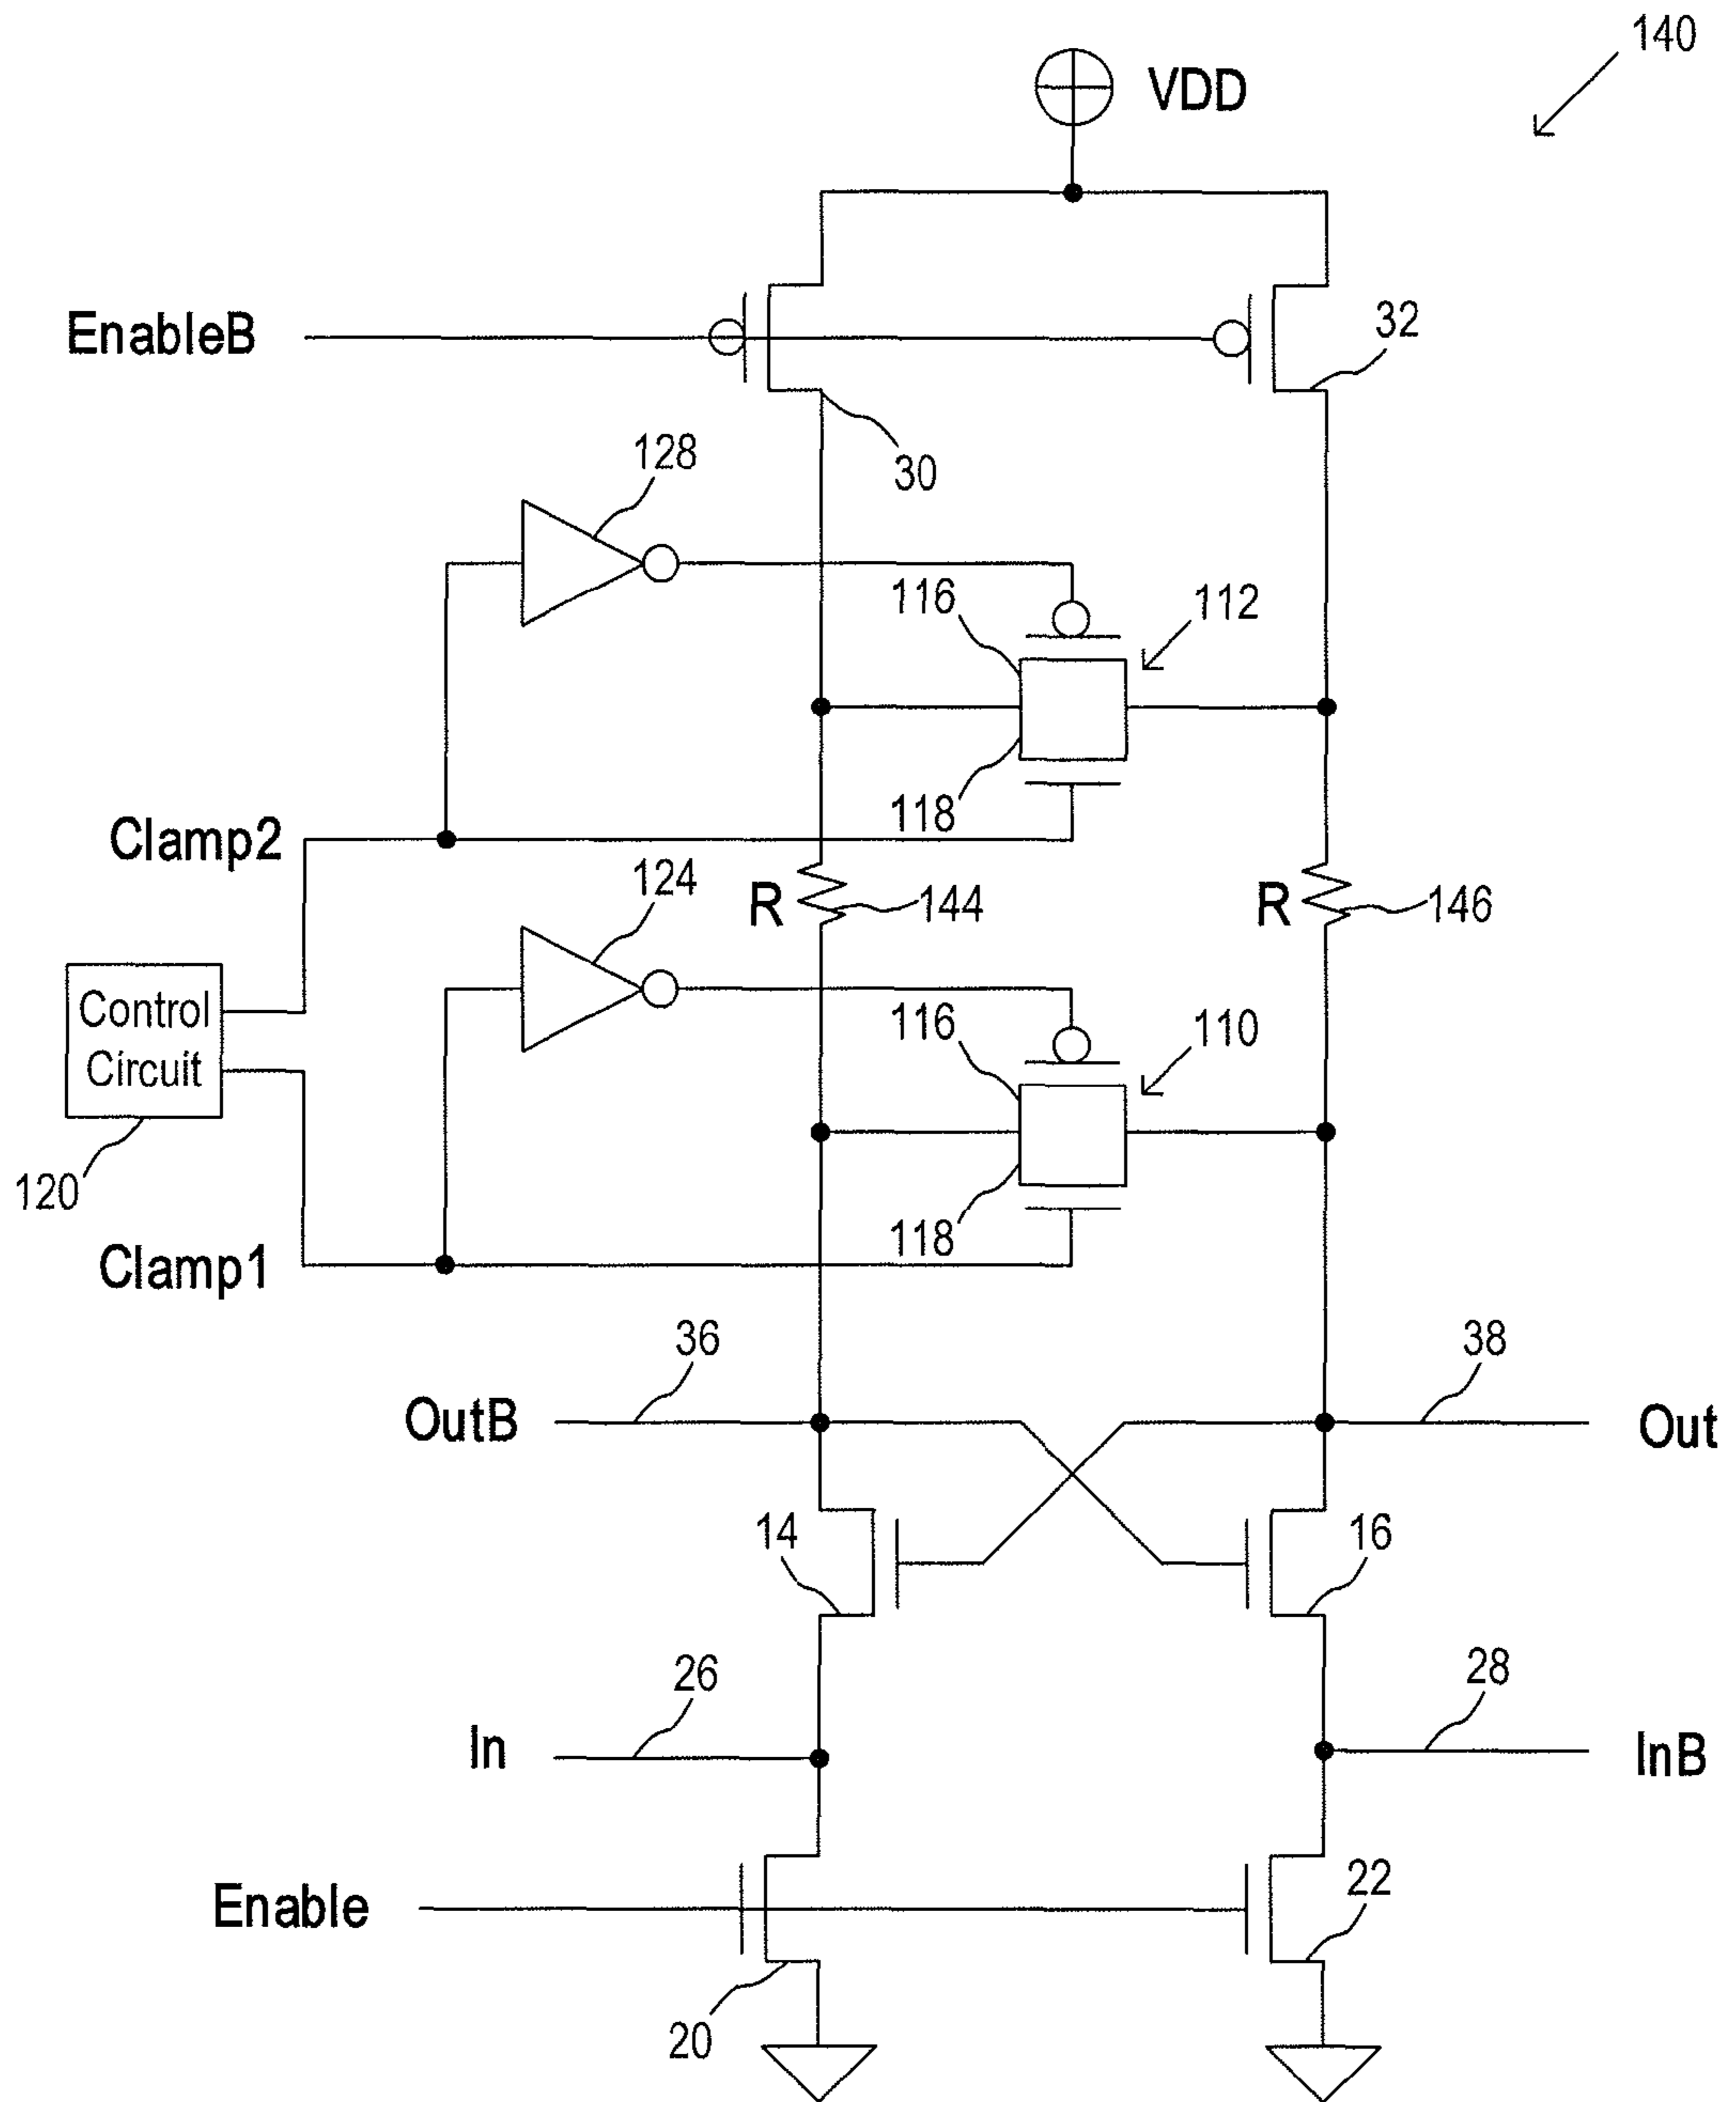 140
VDD
EnableB
32
30
128
116
112
118
Clamp2
124
R
144
R
146
Control
Circuit
116
110
120
118
Clamp1
36
38
OutB
Out
14
16
26
28
In
InB
Enable
22
20